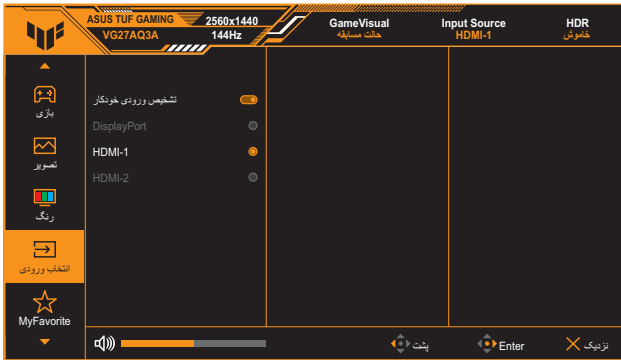 ASUS TUF GAMING
VG27AQ3A
2560x1440
144Hz
GameVisual
حالت مسابقه
Input Source
HDMI-1
HDR
خاموش
بازی
تصویر
رنگ
انتخاب ورودی
MyFavorite
تشخیص ورودی خودکار
DisplayPort
HDMI-1
HDMI-2
پشت
Enter
نزدیک